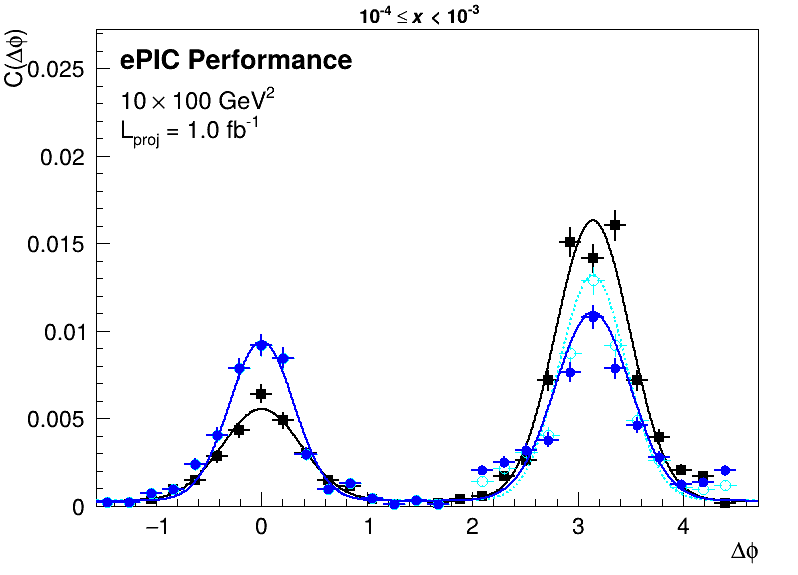 10⁻⁴ ≤ x < 10⁻³
C(Δϕ)
ePIC Performance
10 × 100 GeV²
L_proj = 1.0 fb⁻¹
0.025
0.02
0.015
0.01
0.005
0
−1 0 1 2 3 4
Δϕ